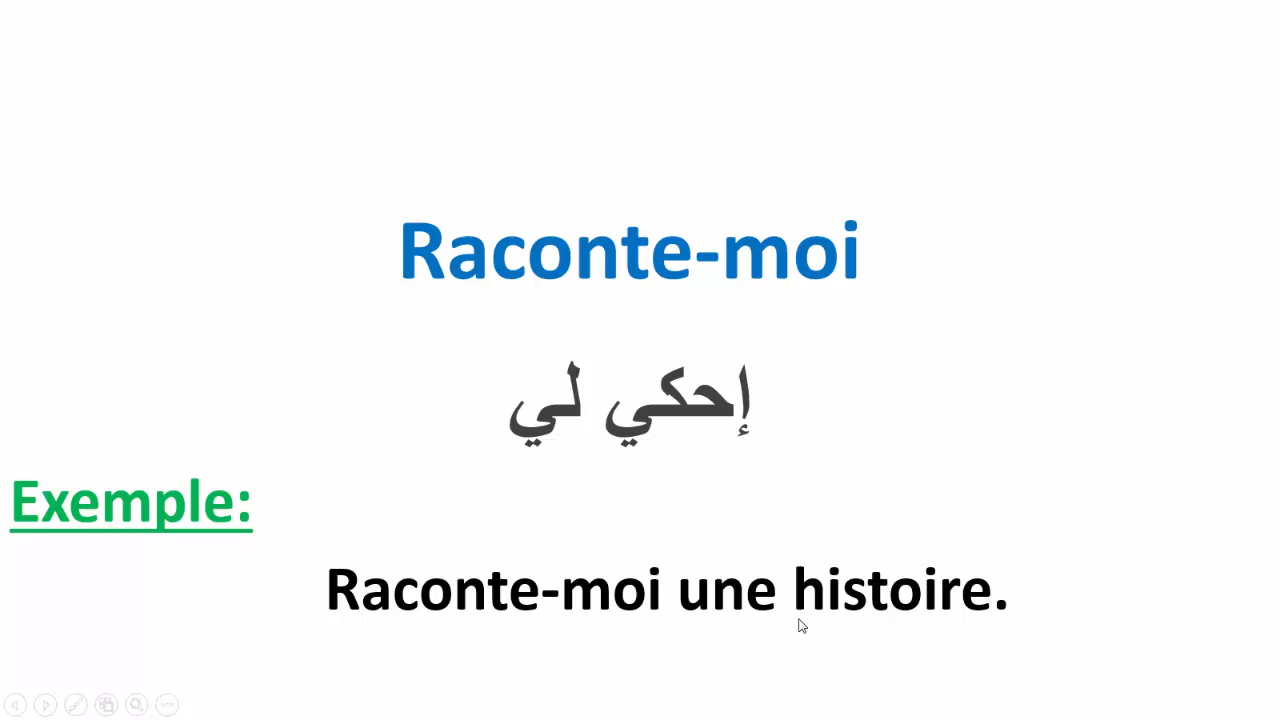 Raconte-moi
إحكي لي
Exemple:
Raconte-moi une histoire.